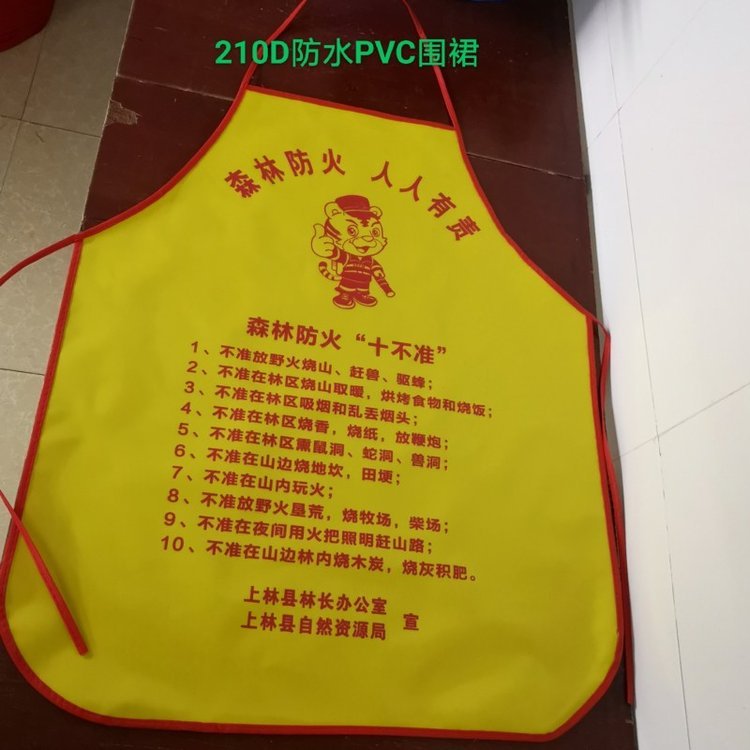 210D防水PVC围裙
森林防火 人人有责
森林防火“十不准”
1、不准放野火烧山、赶兽、驱蜂；
2、不准在林区烧山取暖，烘烤食物和烧饭；
3、不准在林区吸烟和乱丢烟头；
4、不准在林区烧香，烧纸，放鞭炮；
5、不准在林区熏鼠洞、蛇洞、兽洞；
6、不准在山边烧地坎，田埂；
7、不准在山内玩火；
8、不准放野火垦荒，烧牧场，柴场；
9、不准在夜间用火把照明赶山路；
10、不准在山边林内烧木炭，烧灰积肥。
上林县林长办公室 宣
上林县自然资源局